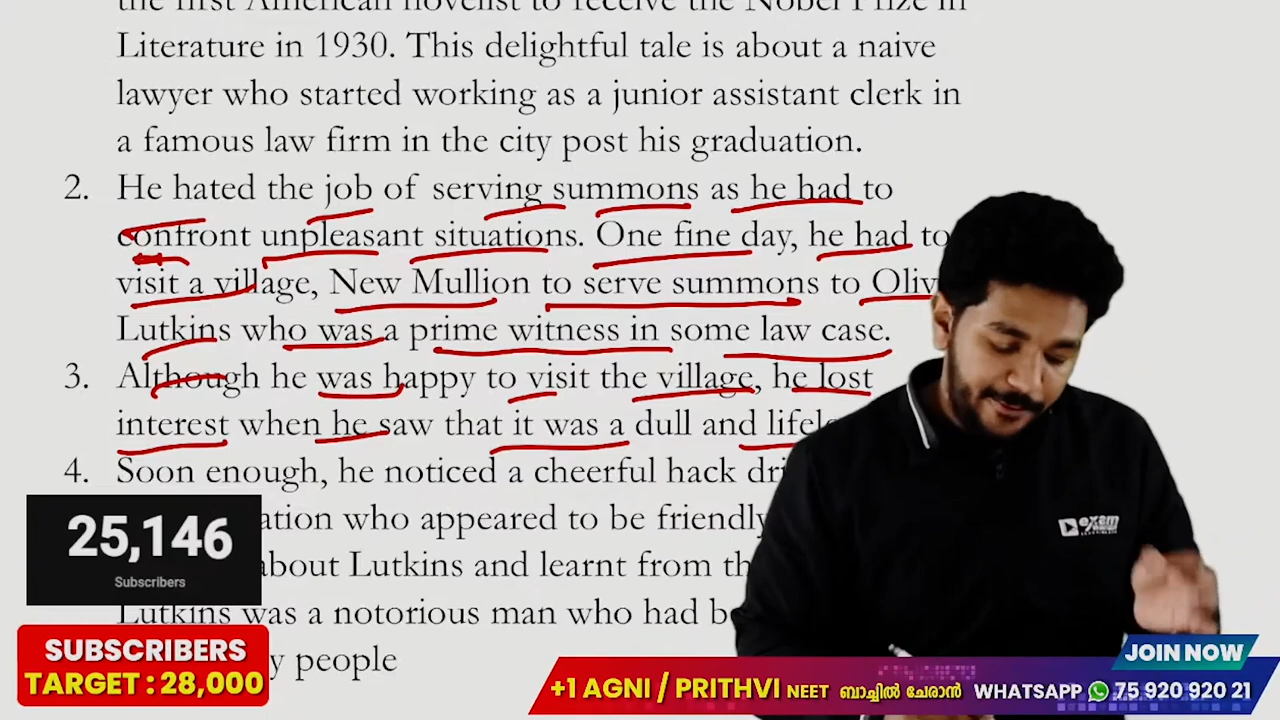 the first American novelist to receive the Nobel Prize in
Literature in 1930. This delightful tale is about a naive
lawyer who started working as a junior assistant clerk in
a famous law firm in the city post his graduation.
2. He hated the job of serving summons as he had to
confront unpleasant situations. One fine day, he had to
visit a village, New Mullion to serve summons to Oliv
Lutkins who was a prime witness in some law case.
3. Although he was happy to visit the village, he lost
interest when he saw that it was a dull and lifel
4. Soon enough, he noticed a cheerful hack dri
ation who appeared to be friendly
about Lutkins and learnt from th
Lutkins was a notorious man who had b
y people
exam
25,146
Subscribers
SUBSCRIBERS
TARGET : 28,000
JOIN NOW
+1 AGNI / PRITHVI NEET ബാച്ചിൽ ചേരാൻ WHATSAPP 75 920 920 21